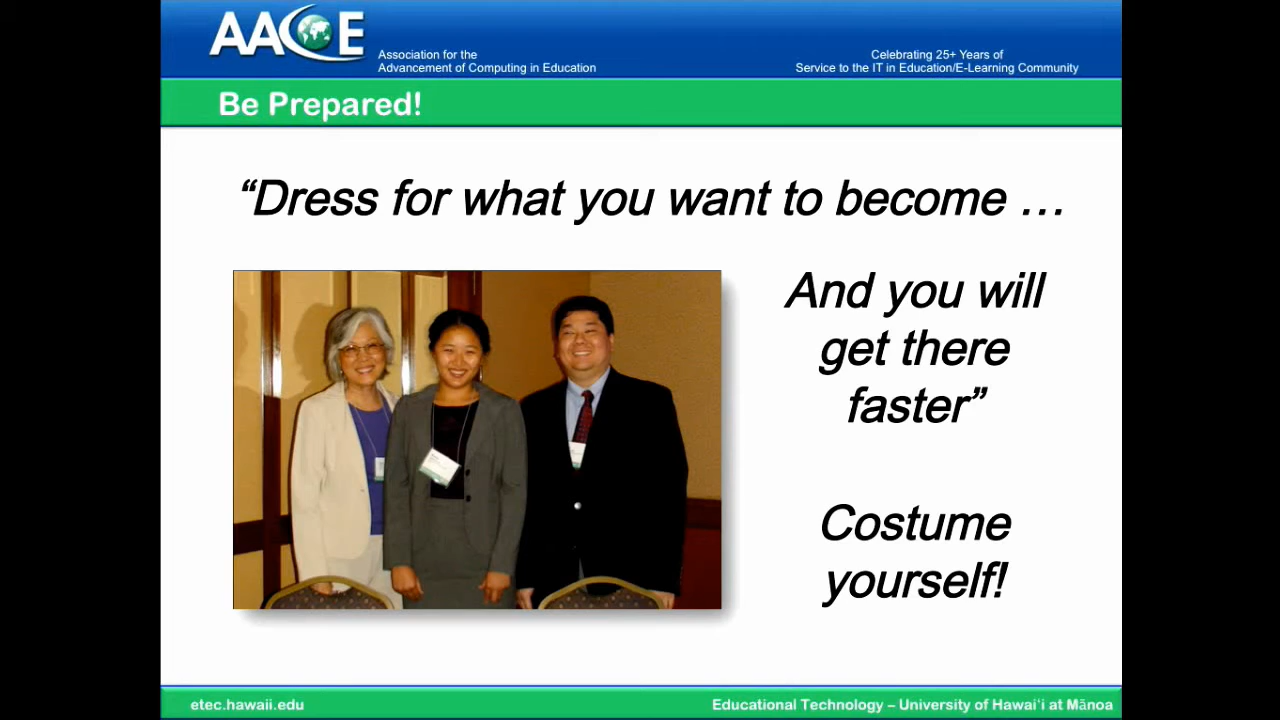 AACE
Association for the
Advancement of Computing in Education
Celebrating 25+ Years of
Service to the IT in Education/E-Learning Community
Be Prepared!
“Dress for what you want to become …
And you will
get there
faster”
Costume
yourself!
etec.hawaii.edu
Educational Technology – University of Hawai‘i at Mānoa